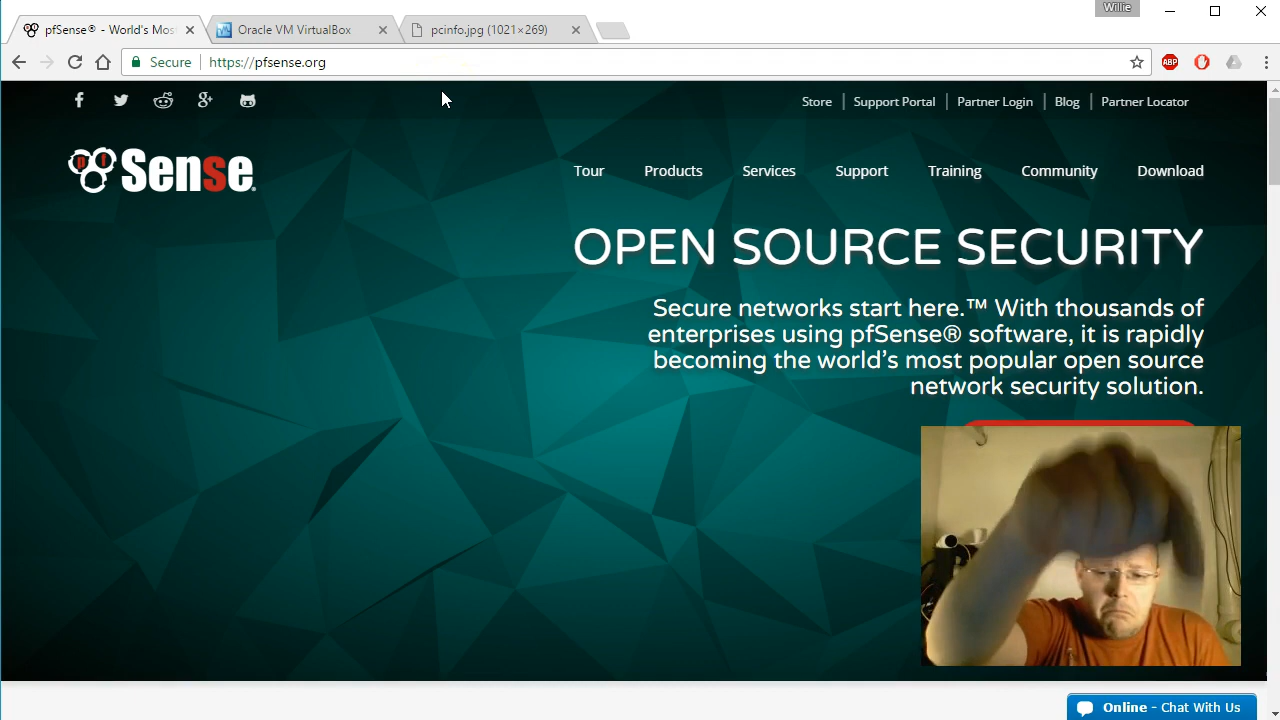 Willie
pfSense® - World's Mos
Oracle VM VirtualBox
pcinfo.jpg (1021×269)
Secure
https://pfsense.org
ABP
Store
Support Portal
Partner Login
Blog
Partner Locator
pf Sense®
Tour
Products
Services
Support
Training
Community
Download
OPEN SOURCE SECURITY
Secure networks start here.™ With thousands of
enterprises using pfSense® software, it is rapidly
becoming the world's most popular open source
network security solution.
Online - Chat With Us